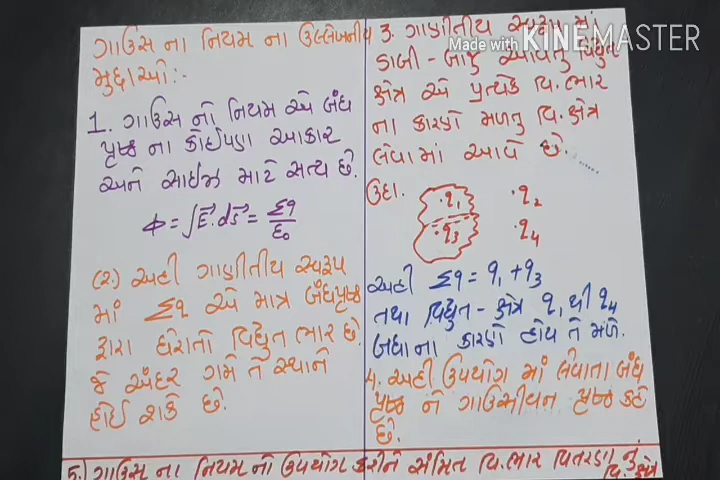 ગાઉસ ના નિયમ ના ઉલ્લેખનીય
મુદ્દાઓ:-
1. ગાઉસ નો નિયમ એ બંધ
પૃષ્ઠ ના કોઈપણ આકાર
અને સાઈઝ માટે સત્ય છે.
Φ = ∫E⃗.ds⃗ = Σq/ε₀
(2.) અહી ગાણીતીય સ્વરૂપ
માં Σq એ માત્ર બંધપૃષ્ઠ
દ્વારા ઘેરાતો વિદ્યુત ભાર છે.
જે અંદર ગમે તે સ્થાને
હોઈ શકે છે.
3. ગાણીતીય સ્વરૂપ માં
ડાબી - બાજુ આવતુ વિદ્યુત
ક્ષેત્ર એ પ્રત્યેક વિ. ભાર
ના કારણે મળતુ વિ. ક્ષેત્ર
લેવામાં આવે છે.
ઉદા.
.q₁ .q₂
.q₃ .q₄
અહી Σq = q₁ + q₃
તથા વિદ્યુત - ક્ષેત્ર q₁ થી q₄
બધાના કારણે હોય તે મળે.
4. અહી ઉપયોગ માં લેવાતા બંધ
પૃષ્ઠ ને ગાઉસીયન પૃષ્ઠ કહે
છે.
5.) ગાઉસ ના નિયમ નો ઉપયોગ કરીને સંમિત વિ. ભાર વિતરણ નુ
વિ. ક્ષેત્ર
Made with KINEMASTER